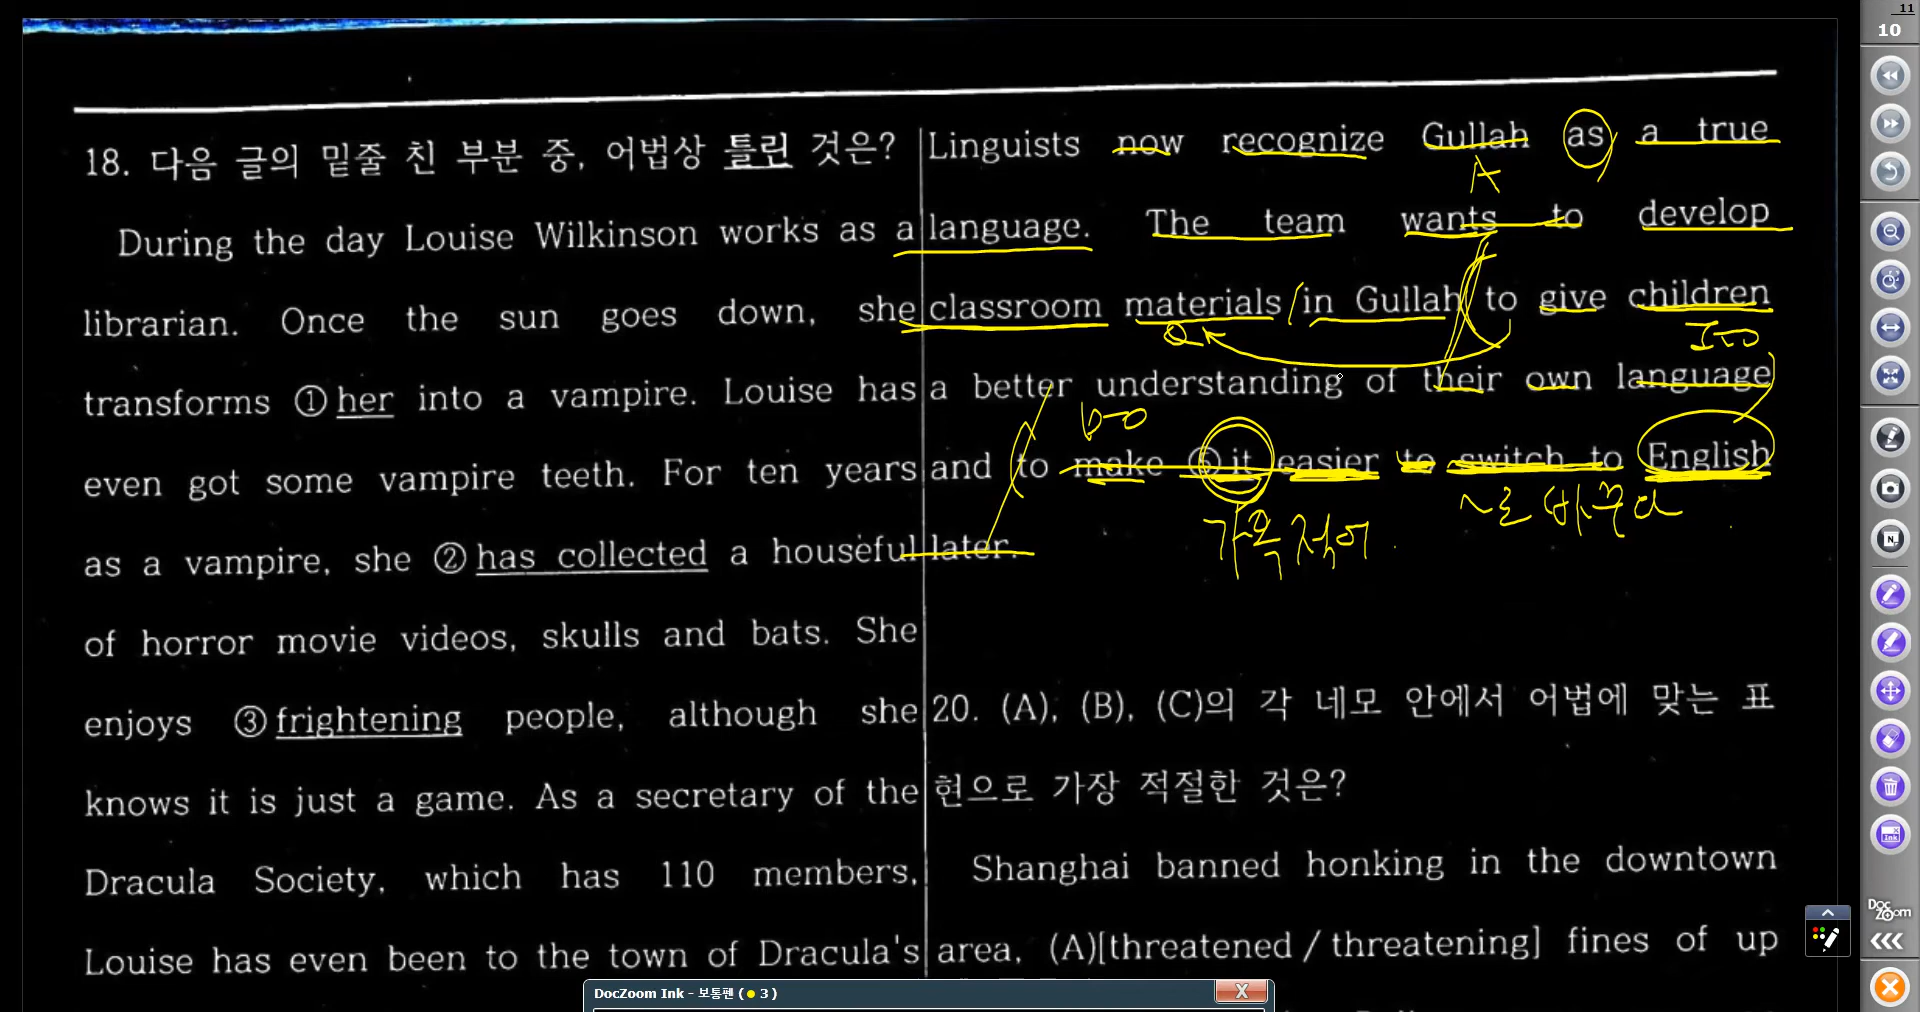 11
10
18. 다음 글의 밑줄 친 부분 중, 어법상 틀린 것은?
During the day Louise Wilkinson works as a
librarian. Once the sun goes down, she
transforms ① her into a vampire. Louise has
even got some vampire teeth. For ten years
as a vampire, she ② has collected a houseful
of horror movie videos, skulls and bats. She
enjoys ③ frightening people, although she
knows it is just a game. As a secretary of the
Dracula Society, which has 110 members,
Louise has even been to the town of Dracula's
Linguists now recognize Gullah as a true
A
language. The team wants to develop
classroom materials in Gullah to give children
I·O
a better understanding of their own language
D·O
and to make ⑤ it easier to switch to English
가목적어
~로 바꾸다
later.
20. (A), (B), (C)의 각 네모 안에서 어법에 맞는 표
현으로 가장 적절한 것은?
Shanghai banned honking in the downtown
area, (A)[threatened / threatening] fines of up
Doc Zoom
DocZoom Ink - 보통펜 ( 3 )